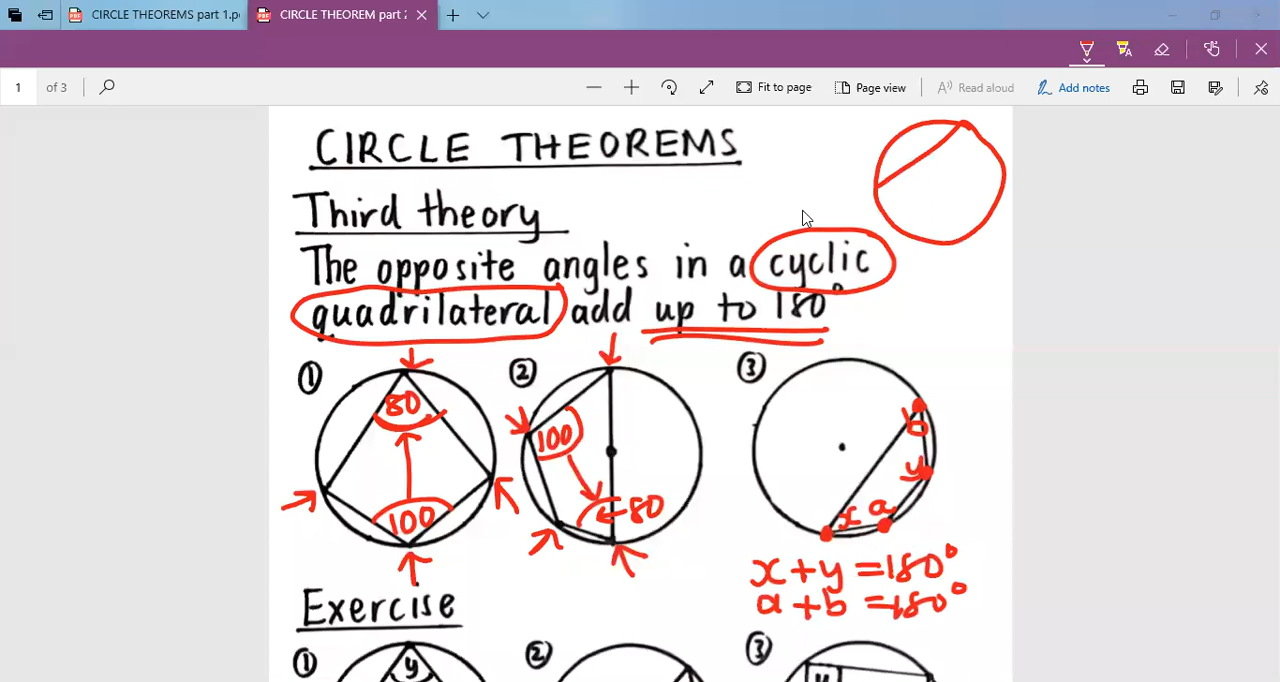 CIRCLE THEOREMS part 1.p
CIRCLE THEOREM part 2
1 of 3
Fit to page
Page view
Read aloud
Add notes
CIRCLE THEOREMS
Third theory
The opposite angles in a cyclic
quadrilateral add up to 180°
1
80
100
2
100
80
3
b
y
x a
x+y=180°
a+b=180°
Exercise
1
y
2
3